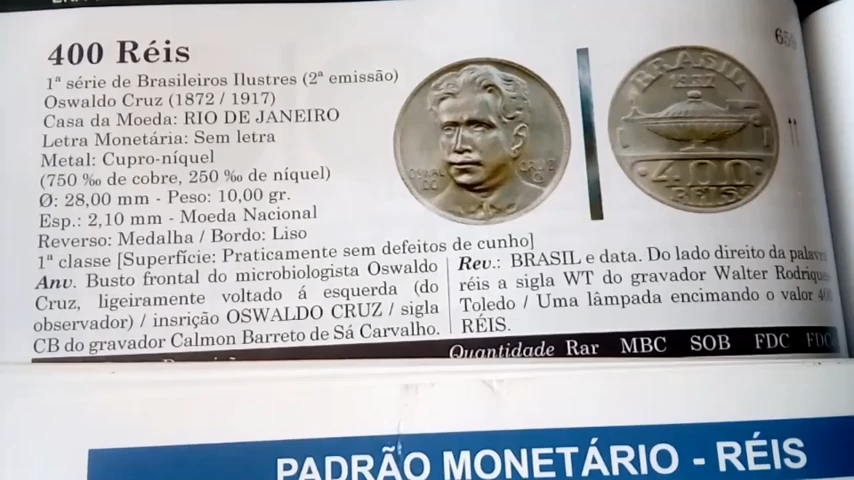 400 Réis
1ª série de Brasileiros Ilustres (2ª emissão)
Oswaldo Cruz (1872 / 1917)
Casa da Moeda: RIO DE JANEIRO
Letra Monetária: Sem letra
Metal: Cupro-níquel
(750 ‰ de cobre, 250 ‰ de níquel)
Ø: 28,00 mm - Peso: 10,00 gr.
Esp.: 2,10 mm - Moeda Nacional
Reverso: Medalha / Bordo: Liso
1ª classe [Superfície: Praticamente sem defeitos de cunho]
Anv. Busto frontal do microbiologista Oswaldo
Cruz, ligeiramente voltado á esquerda (do
observador) / insrição OSWALDO CRUZ / sigla
CB do gravador Calmon Barreto de Sá Carvalho.
OSWAL
DO
CRUZ
BRASIL
1937
400
REIS
Rev.: BRASIL e data. Do lado direito da palavra
réis a sigla WT do gravador Walter Rodrigues
Toledo / Uma lâmpada encimando o valor 400
RÉIS.
Quantidade Rar MBC SOB FDC FDC
PADRÃO MONETÁRIO - RÉIS